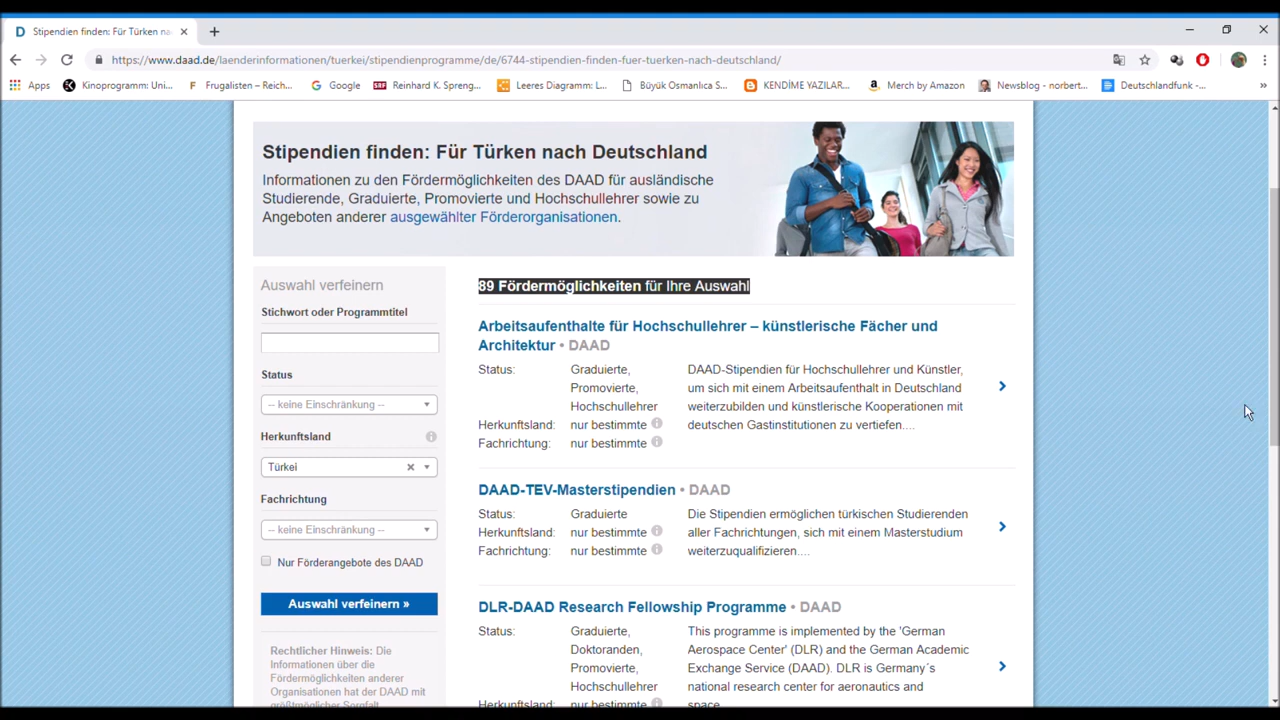 Stipendien finden: Für Türken na
https://www.daad.de/laenderinformationen/tuerkei/stipendienprogramme/de/6744-stipendien-finden-fuer-tuerken-nach-deutschland/
Apps
Kinoprogramm: Uni...
Frugalisten – Reich...
Google
Reinhard K. Spreng...
Leeres Diagramm: L...
Büyük Osmanlica S...
KENDİME YAZILAR...
Merch by Amazon
Newsblog - norbert...
Deutschlandfunk -...
»
Stipendien finden: Für Türken nach Deutschland
Informationen zu den Fördermöglichkeiten des DAAD für ausländische
Studierende, Graduierte, Promovierte und Hochschullehrer sowie zu
Angeboten anderer ausgewählter Förderorganisationen.
Auswahl verfeinern
Stichwort oder Programmtitel
Status
-- keine Einschränkung --
Herkunftsland
Türkei
Fachrichtung
-- keine Einschränkung --
Nur Förderangebote des DAAD
Auswahl verfeinern »
Rechtlicher Hinweis: Die
Informationen über die
Fördermöglichkeiten anderer
Organisationen hat der DAAD mit
größtmöglicher Sorgfalt
89 Fördermöglichkeiten für Ihre Auswahl
Arbeitsaufenthalte für Hochschullehrer – künstlerische Fächer und
Architektur • DAAD
Status: Graduierte,
Promovierte,
Hochschullehrer
Herkunftsland: nur bestimmte
Fachrichtung: nur bestimmte
DAAD-Stipendien für Hochschullehrer und Künstler,
um sich mit einem Arbeitsaufenthalt in Deutschland
weiterzubilden und künstlerische Kooperationen mit
deutschen Gastinstitutionen zu vertiefen....
DAAD-TEV-Masterstipendien • DAAD
Status: Graduierte
Herkunftsland: nur bestimmte
Fachrichtung: nur bestimmte
Die Stipendien ermöglichen türkischen Studierenden
aller Fachrichtungen, sich mit einem Masterstudium
weiterzuqualifizieren....
DLR-DAAD Research Fellowship Programme • DAAD
Status: Graduierte,
Doktoranden,
Promovierte,
Hochschullehrer
Herkunftsland: nur bestimmte
This programme is implemented by the 'German
Aerospace Center' (DLR) and the German Academic
Exchange Service (DAAD). DLR is Germany´s
national research center for aeronautics and
space